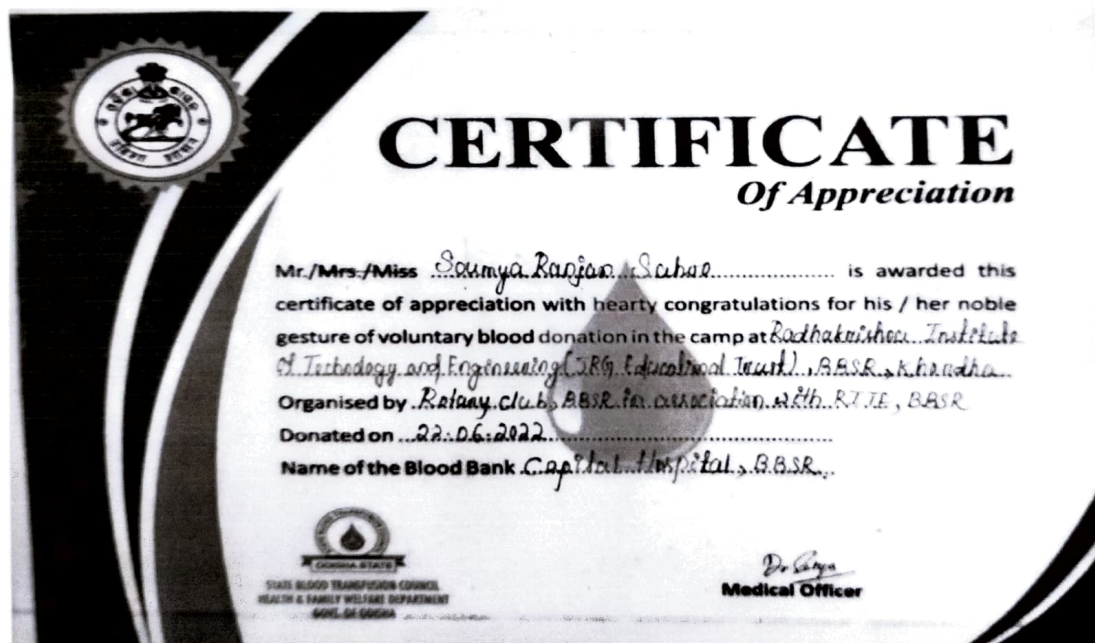 CERTIFICATE
Of Appreciation
Mr./Mrs./Miss Soumya Ranjan Sahoo is awarded this
certificate of appreciation with hearty congratulations for his / her noble
gesture of voluntary blood donation in the camp at Radhakrishna Institute
Of Technology and Engineering (JRG Educational Trust), BBSR, Khordha
Organised by Rotary club, BBSR in association with RITE, BBSR
Donated on 22.06.2022
Name of the Blood Bank Capital Hospital, BBSR
ODISHA STATE
STATE BLOOD TRANSFUSION COUNCIL
HEALTH & FAMILY WELFARE DEPARTMENT
GOVT. OF ODISHA
Medical Officer